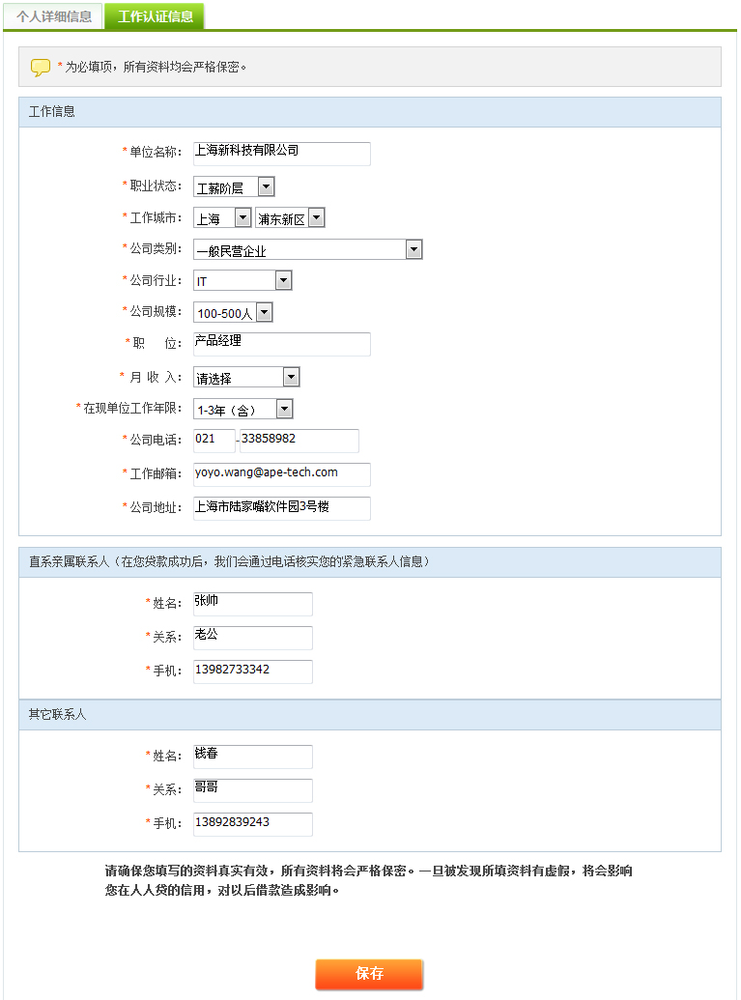 个人详细信息 工作认证信息
* 为必填项，所有资料均会严格保密。
工作信息
* 单位名称： 上海新科技有限公司
* 职业状态： 工薪阶层
* 工作城市： 上海 浦东新区
* 公司类别： 一般民营企业
* 公司行业： IT
* 公司规模： 100-500人
* 职 位： 产品经理
* 月 收 入： 请选择
* 在现单位工作年限： 1-3年（含）
* 公司电话： 021 - 33858982
* 工作邮箱： yoyo.wang@ape-tech.com
* 公司地址： 上海市陆家嘴软件园3号楼
直系亲属联系人（在您贷款成功后，我们会通过电话核实您的紧急联系人信息）
* 姓名： 张帅
* 关系： 老公
* 手机： 13982733342
其它联系人
* 姓名： 钱春
* 关系： 哥哥
* 手机： 13892839243
请确保您填写的资料真实有效，所有资料将会严格保密。一旦被发现所填资料有虚假，将会影响
您在人人贷的信用，对以后借款造成影响。
保存